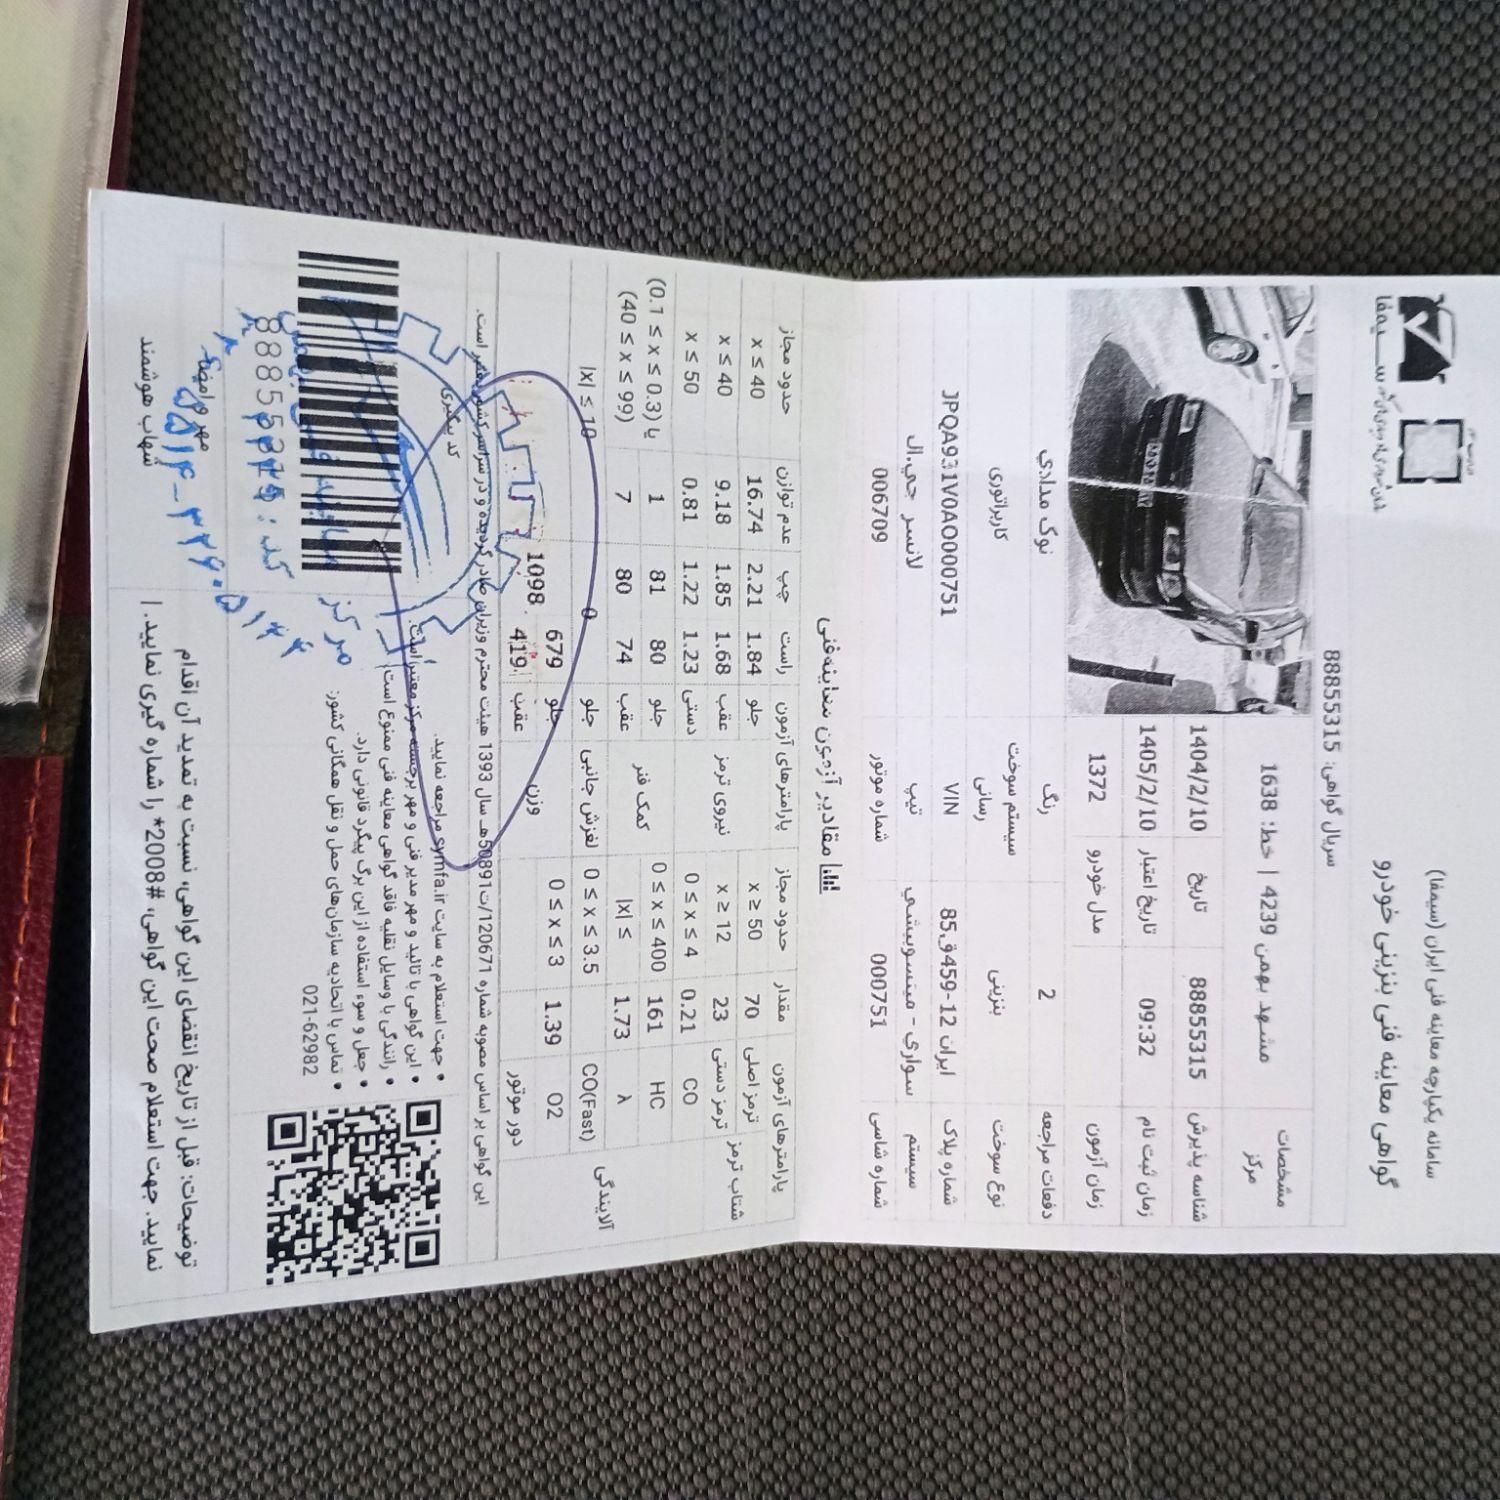 سامانه یکپارچه معاینه فنی ایران (سیمفا)
گواهی معاینه فنی بنزینی خودرو
سیمفا
سریال گواهی: 88855315
مشخصات مرکز مشهد بهمن 4239 | خط: 1638
شناسه پذیرش 88855315 تاریخ 1404/2/10
زمان ثبت نام 09:32 تاریخ اعتبار 1405/2/10
زمان آزمون مدل خودرو 1372
دفعات مراجعه 2 رنگ نوک مدادی
نوع سوخت بنزینی سیستم سوخت رسانی کاربراتوری
شماره پلاک ایران 12-459ق85 VIN JPQA931V0AO000751
سیستم سواری - میتسوبیشی تیپ لانسر جی.ال
شماره شاسی 000751 شماره موتور 006709
مقادیر آزمون معاینه فنی
پارامترهای آزمون مقدار حدود مجاز پارامترهای آزمون راست چپ عدم توازن حدود مجاز
شتاب ترمز ترمز اصلی 70 x ≥ 50 نیروی ترمز جلو 1.84 2.21 16.74 x ≤ 40
ترمز دستی 23 x ≥ 12 عقب 1.68 1.85 9.18 x ≤ 40
آلایندگی CO 0.21 0 ≤ x ≤ 4 دستی 1.23 1.22 0.81 x ≤ 50
HC 161 0 ≤ x ≤ 400 کمک فنر جلو 80 81 1 یا (0.1 ≤ x ≤ 0.3)
λ 1.73 |x| ≤ عقب 74 80 7 (40 ≤ x ≤ 99)
CO(Fast) 0 ≤ x ≤ 3.5 لغزش جانبی جلو 0 |x| ≤ 10
O2 1.39 0 ≤ x ≤ 3 وزن جلو 679 1098
دور موتور عقب 419
این گواهی بر اساس مصوبه شماره 120671/ت50891هـ سال 1393 هیئت محترم وزیران صادر گردیده و در سراسر کشور معتبر است.
• جهت استعلام به سایت symfa.ir مراجعه نمایید.
• این گواهی با تائید و مهر مدیر فنی و مهر برجسته مرکز معتبر است.
• رانندگی با وسایل نقلیه فاقد گواهی معاینه فنی ممنوع است
• جعل و سوء استفاده از این برگ پیگرد قانونی دارد.
• تماس با اتحادیه سازمان‌های حمل و نقل همگانی کشور
021-62982
کد پیگیری
88855315
مهر و امضاء
مرکز
توضیحات: قبل از تاریخ انقضای این گواهی، نسبت به تمدید آن اقدام نمایید. جهت استعلام صحت این گواهی، #2008* را شماره گیری نمایید. |
شهاب هوشمند